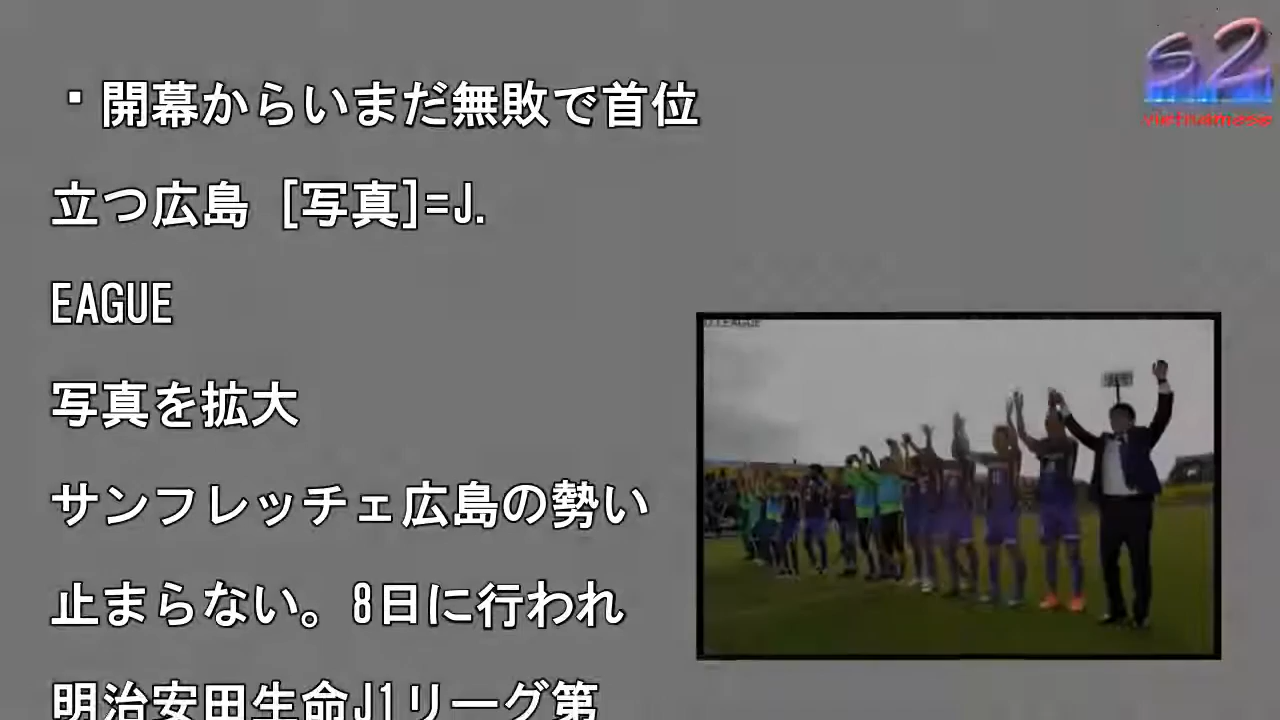 ・開幕からいまだ無敗で首位
立つ広島 [写真]=J.
EAGUE
写真を拡大
サンフレッチェ広島の勢い
止まらない。8日に行われ
明治安田生命J1リーグ第
S2
vietnamese
J.LEAGUE